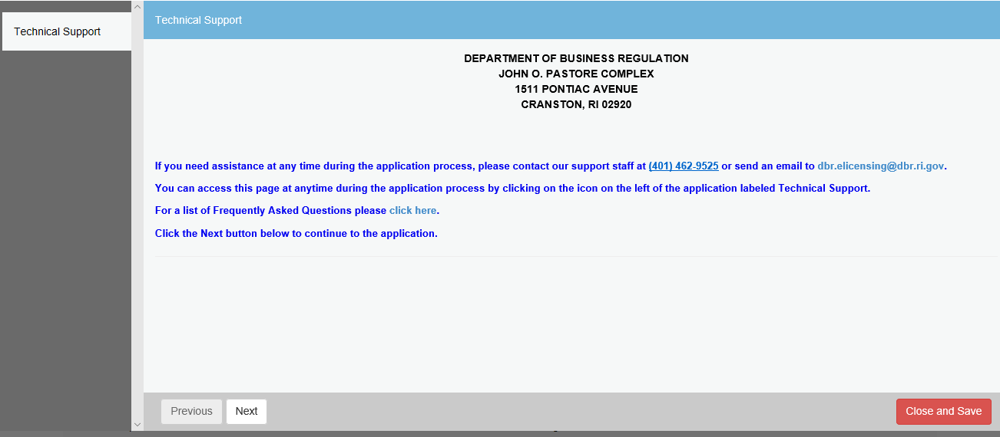 Technical Support
Technical Support
DEPARTMENT OF BUSINESS REGULATION
JOHN O. PASTORE COMPLEX
1511 PONTIAC AVENUE
CRANSTON, RI 02920
If you need assistance at any time during the application process, please contact our support staff at (401) 462-9525 or send an email to dbr.elicensing@dbr.ri.gov.
You can access this page at anytime during the application process by clicking on the icon on the left of the application labeled Technical Support.
For a list of Frequently Asked Questions please click here.
Click the Next button below to continue to the application.
Previous
Next
Close and Save